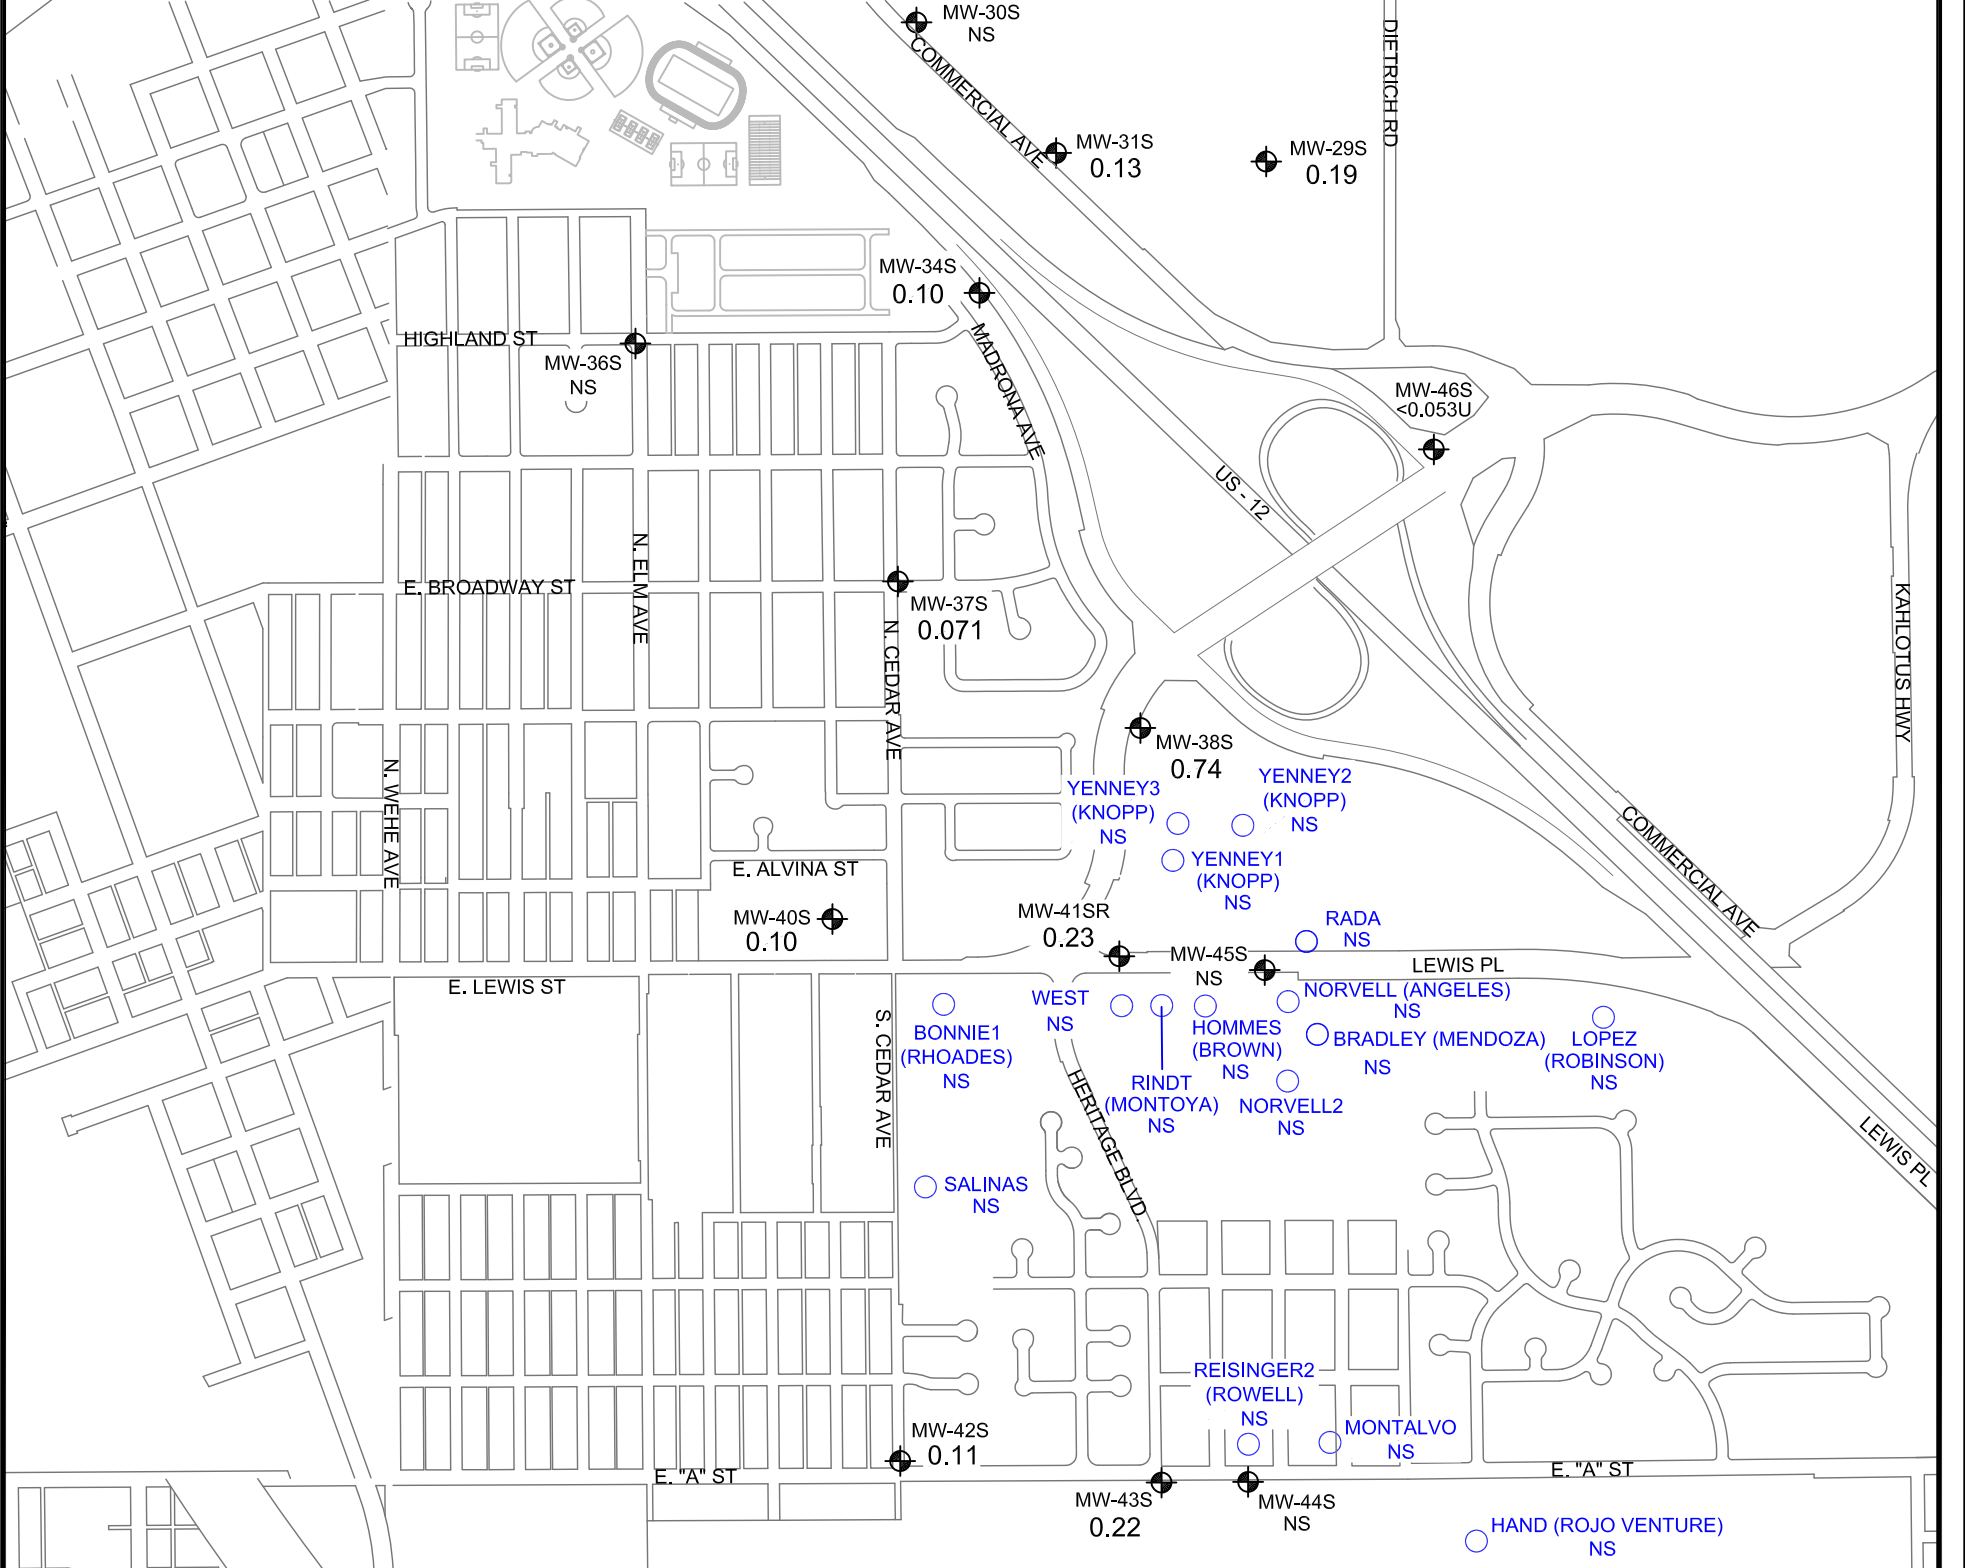 MW-30S
NS
COMMERCIAL AVE
DIETRICH RD
MW-31S
0.13
MW-29S
0.19
MW-34S
0.10
HIGHLAND ST
MW-36S
NS
MADRONA AVE
MW-46S
<0.053U
US - 12
N. ELM AVE
E. BROADWAY ST
MW-37S
0.071
N. CEDAR AVE
KAHLOTUS HWY
MW-38S
0.74
N. WEHE AVE
YENNEY3
(KNOPP)
NS
YENNEY2
(KNOPP)
NS
YENNEY1
(KNOPP)
NS
COMMERCIAL AVE
E. ALVINA ST
MW-40S
0.10
MW-41SR
0.23
RADA
NS
MW-45S
NS
LEWIS PL
E. LEWIS ST
WEST
NS
NORVELL (ANGELES)
NS
BONNIE1
(RHOADES)
NS
S. CEDAR AVE
HOMMES
(BROWN)
NS
BRADLEY (MENDOZA)
NS
LOPEZ
(ROBINSON)
NS
RINDT
(MONTOYA)
NS
NORVELL2
NS
HERITAGE BLVD.
LEWIS PL
SALINAS
NS
REISINGER2
(ROWELL)
NS
MONTALVO
NS
MW-42S
0.11
E. "A" ST
E. "A" ST
MW-43S
0.22
MW-44S
NS
HAND (ROJO VENTURE)
NS